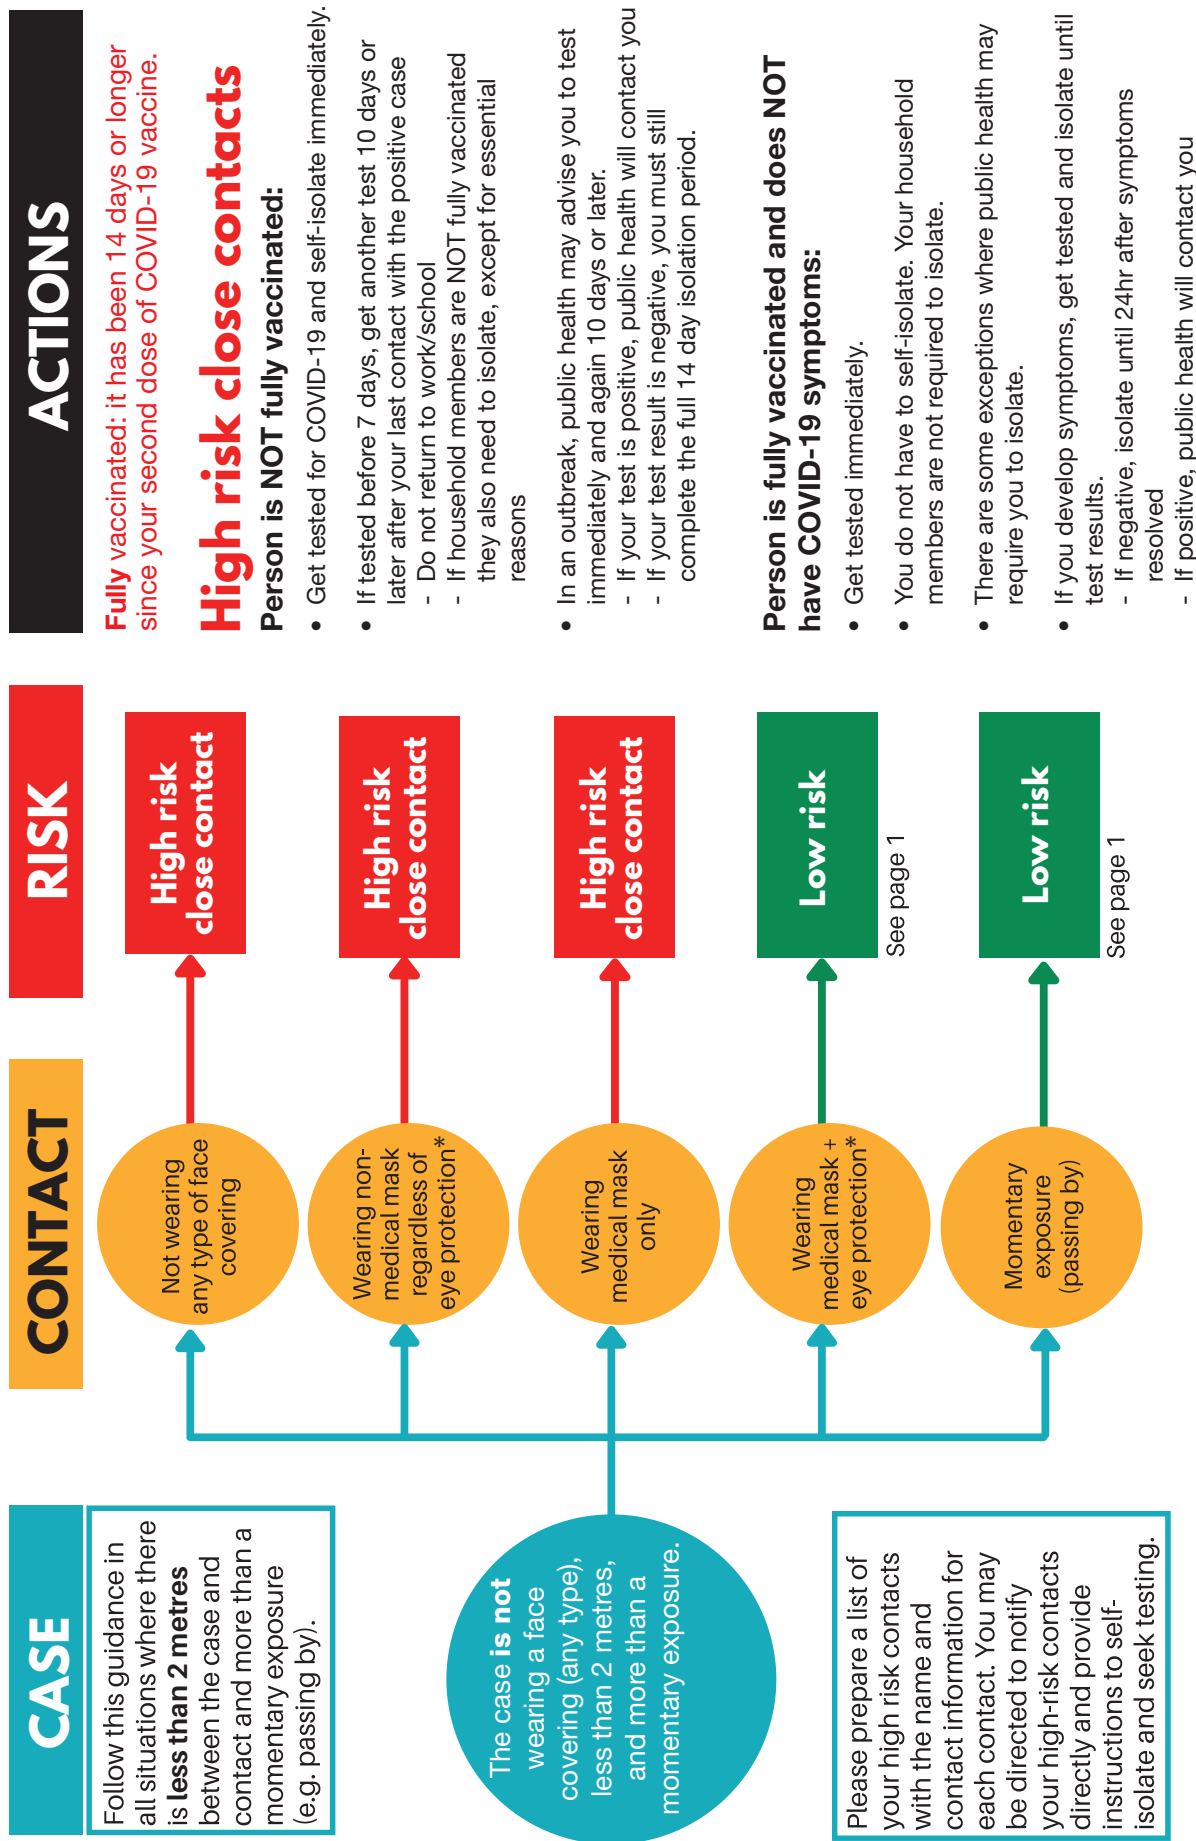 CASE
Follow this guidance in
all situations where there
is less than 2 metres
between the case and
contact and more than a
momentary exposure
(e.g. passing by).
The case is not
wearing a face
covering (any type),
less than 2 metres,
and more than a
momentary exposure.
Please prepare a list of
your high risk contacts
with the name and
contact information for
each contact. You may
be directed to notify
your high-risk contacts
directly and provide
instructions to self-
isolate and seek testing.
CONTACT
Not wearing
any type of face
covering
Wearing non-
medical mask
regardless of
eye protection*
Wearing
medical mask
only
Wearing
medical mask +
eye protection*
Momentary
exposure
(passing by)
RISK
High risk
close contact
High risk
close contact
High risk
close contact
Low risk
See page 1
Low risk
See page 1
ACTIONS
Fully vaccinated: it has been 14 days or longer
since your second dose of COVID-19 vaccine.
High risk close contacts
Person is NOT fully vaccinated:
• Get tested for COVID-19 and self-isolate immediately.
• If tested before 7 days, get another test 10 days or
later after your last contact with the positive case
- Do not return to work/school
- If household members are NOT fully vaccinated
they also need to isolate, except for essential
reasons
• In an outbreak, public health may advise you to test
immediately and again 10 days or later.
- If your test is positive, public health will contact you
- If your test result is negative, you must still
complete the full 14 day isolation period.
Person is fully vaccinated and does NOT
have COVID-19 symptoms:
• Get tested immediately.
• You do not have to self-isolate. Your household
members are not required to isolate.
• There are some exceptions where public health may
require you to isolate.
• If you develop symptoms, get tested and isolate until
test results.
- If negative, isolate until 24hr after symptoms
resolved
- If positive, public health will contact you